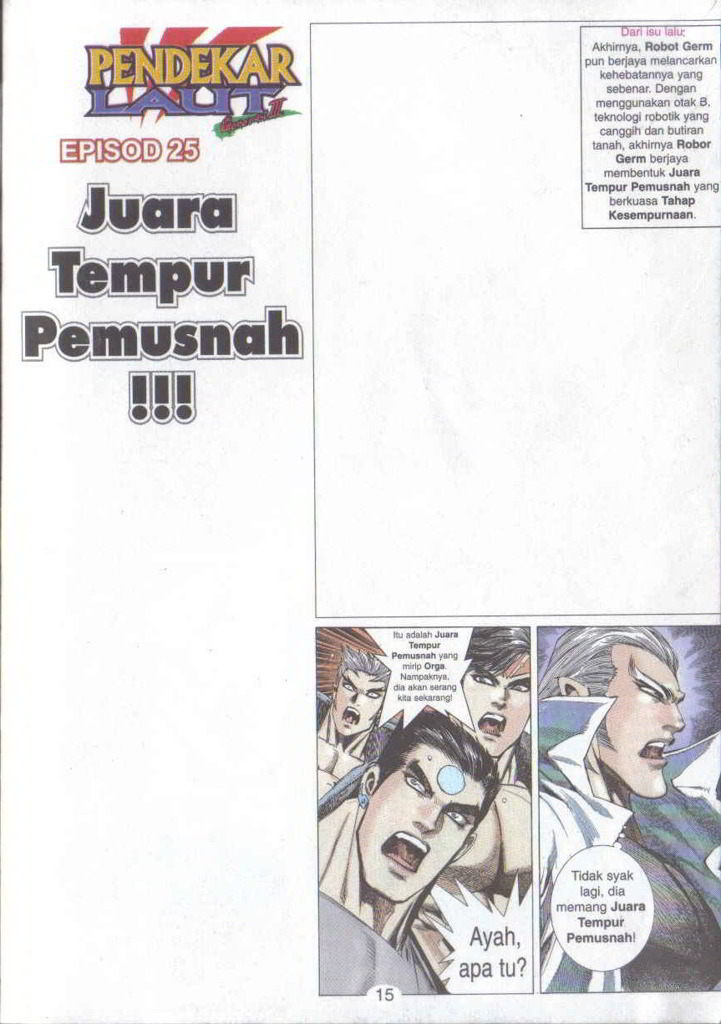 PENDEKAR
LAUT
EPISOD 25
Juara
Tempur
Pemusnah
!!!
Dari isu lalu:
Akhirnya, Robot Germ
pun berjaya melancarkan
kehebatannya yang
sebenar. Dengan
menggunakan otak B,
teknologi robotik yang
canggih dan butiran
tanah, akhirnya Robor
Germ berjaya
membentuk Juara
Tempur Pemusnah yang
berkuasa Tahap
Kesempurnaan.
Itu adalah Juara
Tempur
Pemusnah yang
mirip Orga.
Nampaknya,
dia akan serang
kita sekarang!
Ayah,
apa tu?
Tidak syak
lagi, dia
memang Juara
Tempur
Pemusnah!
15